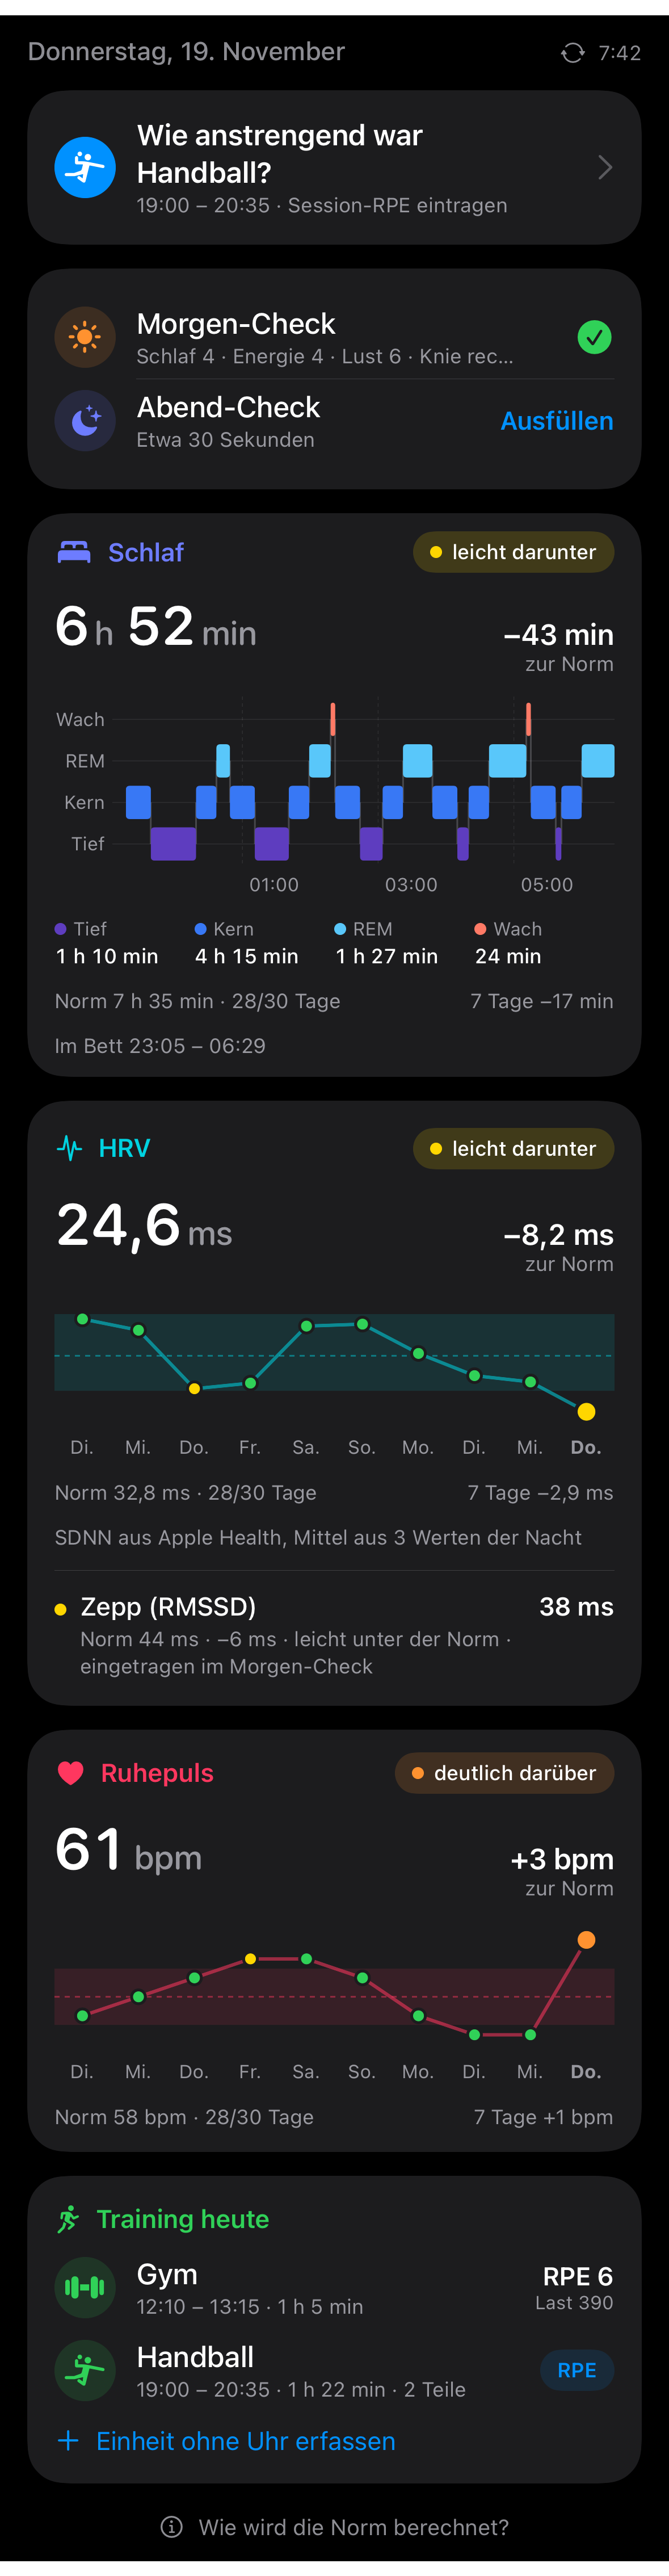 Donnerstag, 19. November 7:42
Wie anstrengend war
Handball?
19:00 – 20:35 · Session-RPE eintragen
Morgen-Check
Schlaf 4 · Energie 4 · Lust 6 · Knie rec...
Abend-Check
Etwa 30 Sekunden
Ausfüllen
Schlaf
leicht darunter
6 h 52 min
–43 min
zur Norm
Wach
REM
Kern
Tief
01:00 03:00 05:00
Tief Kern REM Wach
1 h 10 min 4 h 15 min 1 h 27 min 24 min
Norm 7 h 35 min · 28/30 Tage 7 Tage –17 min
Im Bett 23:05 – 06:29
HRV
leicht darunter
24,6 ms
–8,2 ms
zur Norm
Di. Mi. Do. Fr. Sa. So. Mo. Di. Mi. Do.
Norm 32,8 ms · 28/30 Tage 7 Tage –2,9 ms
SDNN aus Apple Health, Mittel aus 3 Werten der Nacht
Zepp (RMSSD) 38 ms
Norm 44 ms · –6 ms · leicht unter der Norm ·
eingetragen im Morgen-Check
Ruhepuls
deutlich darüber
61 bpm
+3 bpm
zur Norm
Di. Mi. Do. Fr. Sa. So. Mo. Di. Mi. Do.
Norm 58 bpm · 28/30 Tage 7 Tage +1 bpm
Training heute
Gym
12:10 – 13:15 · 1 h 5 min
RPE 6
Last 390
Handball
19:00 – 20:35 · 1 h 22 min · 2 Teile
RPE
+ Einheit ohne Uhr erfassen
Wie wird die Norm berechnet?